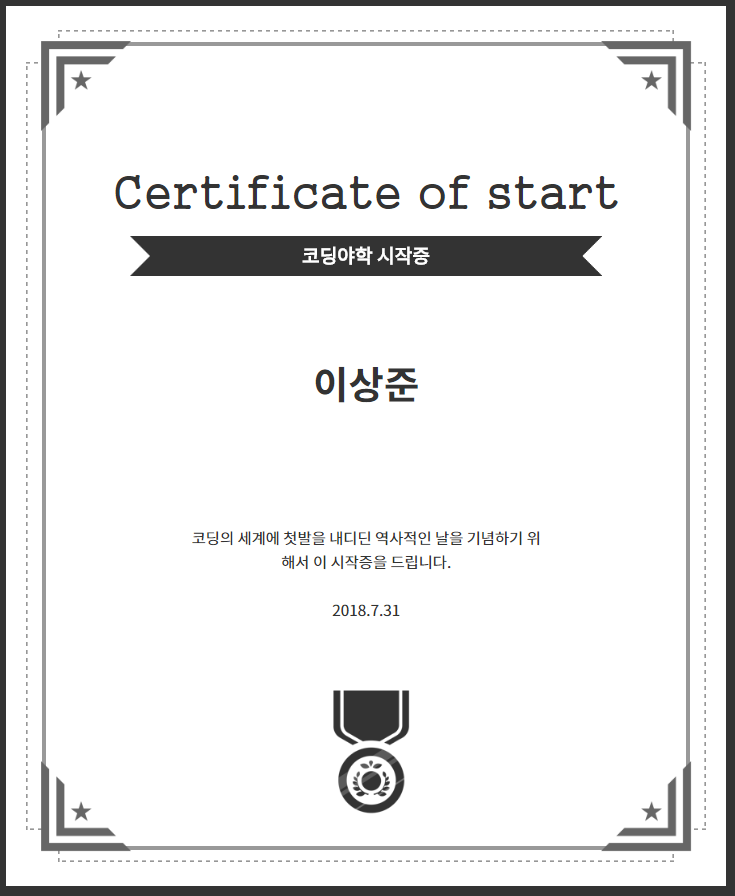 Certificate of start
코딩야학 시작증
이상준
코딩의 세계에 첫발을 내디딘 역사적인 날을 기념하기 위
해서 이 시작증을 드립니다.
2018.7.31